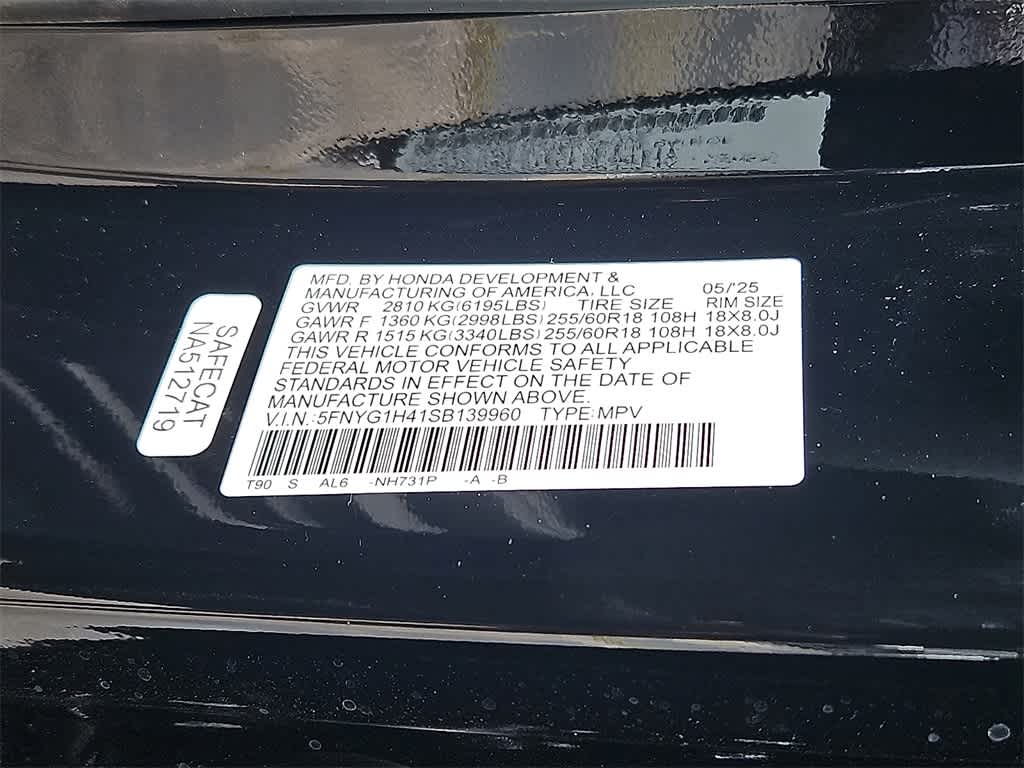 SAFECAT
NA512719
MFD. BY HONDA DEVELOPMENT &
MANUFACTURING OF AMERICA, LLC 05/'25
GVWR 2810 KG(6195LBS) TIRE SIZE RIM SIZE
GAWR F 1360 KG(2998LBS) 255/60R18 108H 18X8.0J
GAWR R 1515 KG(3340LBS) 255/60R18 108H 18X8.0J
THIS VEHICLE CONFORMS TO ALL APPLICABLE
FEDERAL MOTOR VEHICLE SAFETY
STANDARDS IN EFFECT ON THE DATE OF
MANUFACTURE SHOWN ABOVE.
V.I.N.:5FNYG1H41SB139960 TYPE:MPV
T90 S AL6 -NH731P -A -B